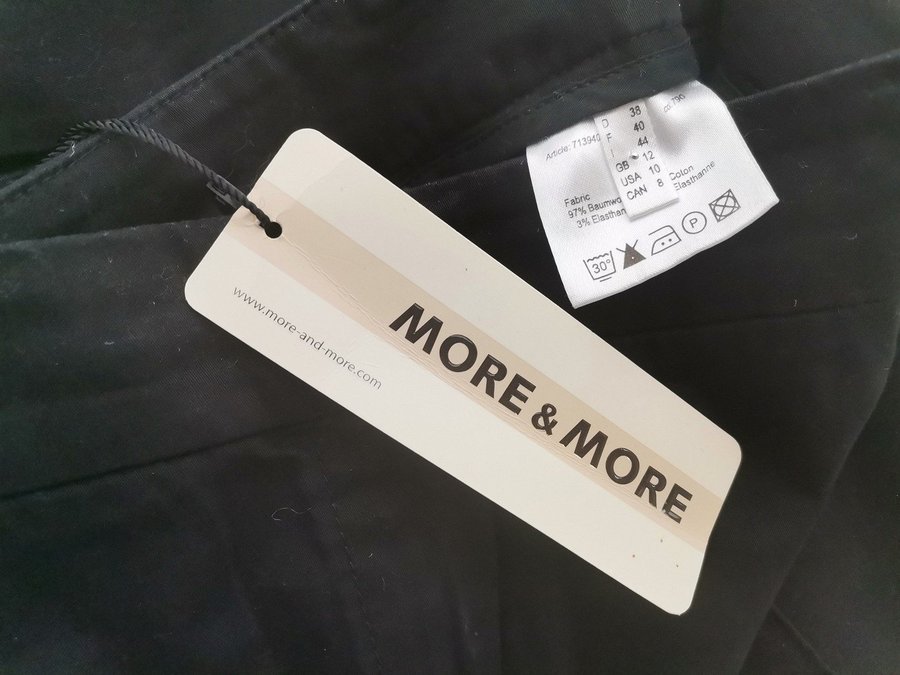 www.more-and-more.com
MORE & MORE
D 38
F 40
I 44
GB 12
USA 10
CAN 8
Article: 713940
790
Fabric
97% Baumwo Coton
3% Elasthan Elasthanne
30°
P